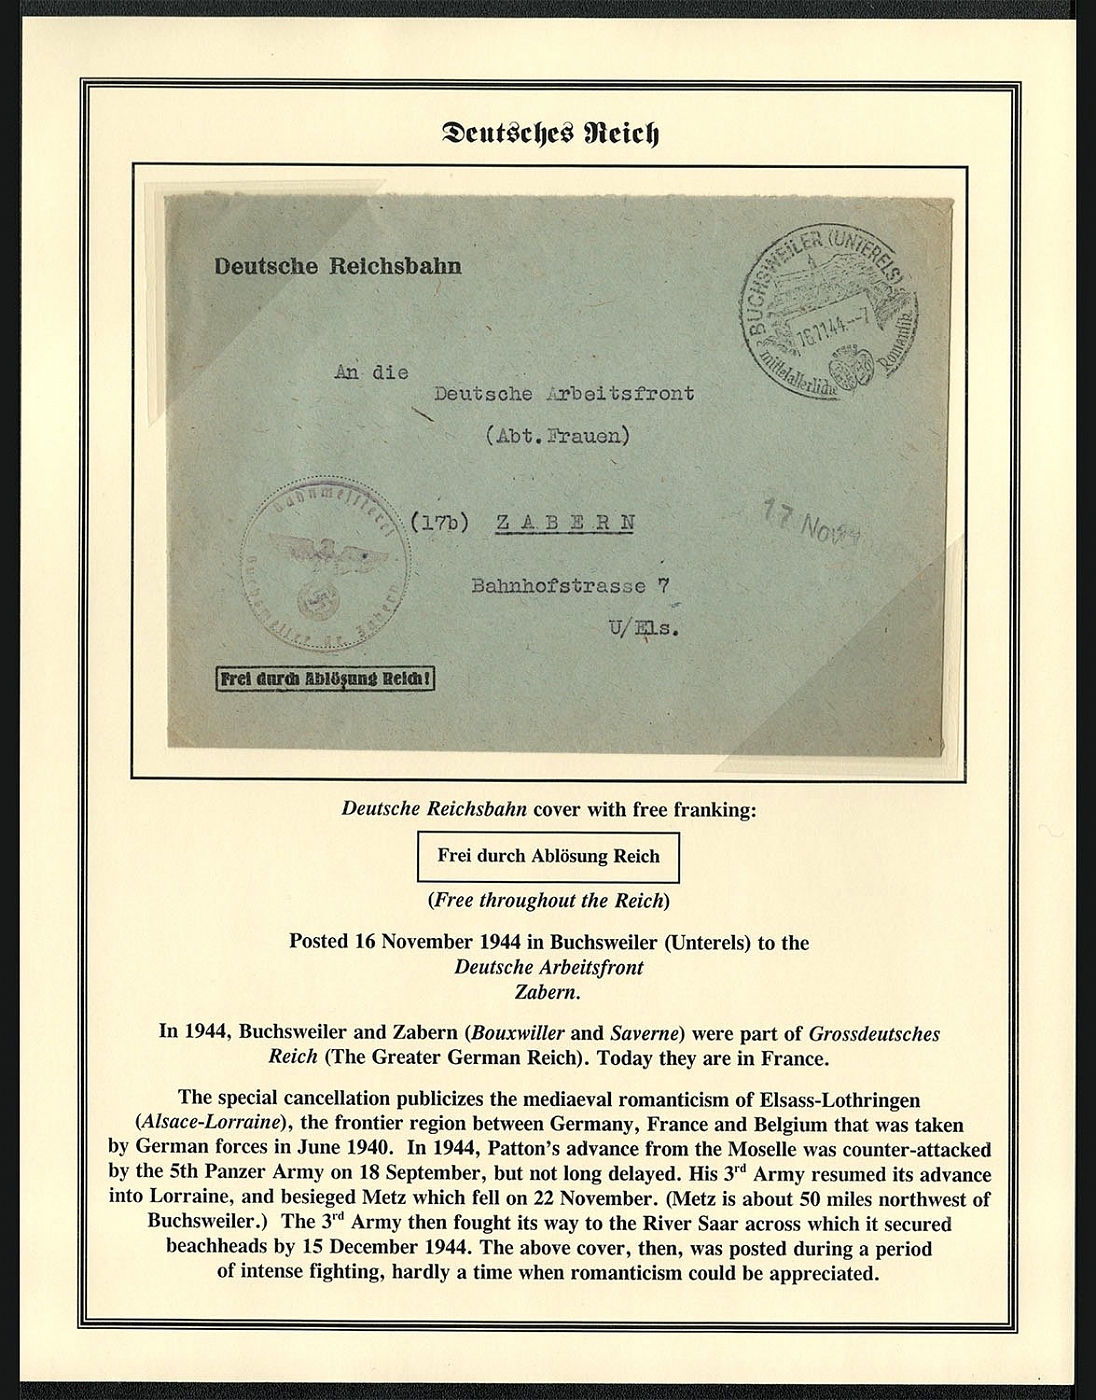 Deutsches Reich
Deutsche Reichsbahn
BUCHSWEILER (UNTERELS)
16.11.44.--7
mittelalterliche Romantik
An die
Deutsche Arbeitsfront
(Abt.Frauen)
(17b) ZABERN
Bahnhofstrasse 7
U/Els.
17 Nov
Bahnmeisterei
Buchsweiler Kr. Zabern
Frei durch Ablösung Reich!
Deutsche Reichsbahn cover with free franking:
Frei durch Ablösung Reich
(Free throughout the Reich)
Posted 16 November 1944 in Buchsweiler (Unterels) to the
Deutsche Arbeitsfront
Zabern.
In 1944, Buchsweiler and Zabern (Bouxwiller and Saverne) were part of Grossdeutsches
Reich (The Greater German Reich). Today they are in France.
The special cancellation publicizes the mediaeval romanticism of Elsass-Lothringen
(Alsace-Lorraine), the frontier region between Germany, France and Belgium that was taken
by German forces in June 1940. In 1944, Patton's advance from the Moselle was counter-attacked
by the 5th Panzer Army on 18 September, but not long delayed. His 3rd Army resumed its advance
into Lorraine, and besieged Metz which fell on 22 November. (Metz is about 50 miles northwest of
Buchsweiler.) The 3rd Army then fought its way to the River Saar across which it secured
beachheads by 15 December 1944. The above cover, then, was posted during a period
of intense fighting, hardly a time when romanticism could be appreciated.